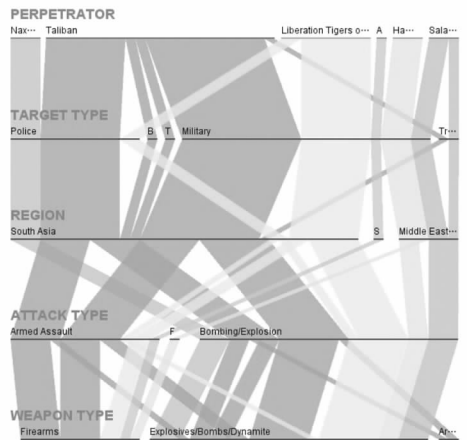 PERPETRATOR
Nax··· Taliban Liberation Tigers o··· A Ha··· Sala···
TARGET TYPE
Police B T Military Tr···
REGION
South Asia S Middle East···
ATTACK TYPE
Armed Assault F Bombing/Explosion
WEAPON TYPE
Firearms Explosives/Bombs/Dynamite Ar···